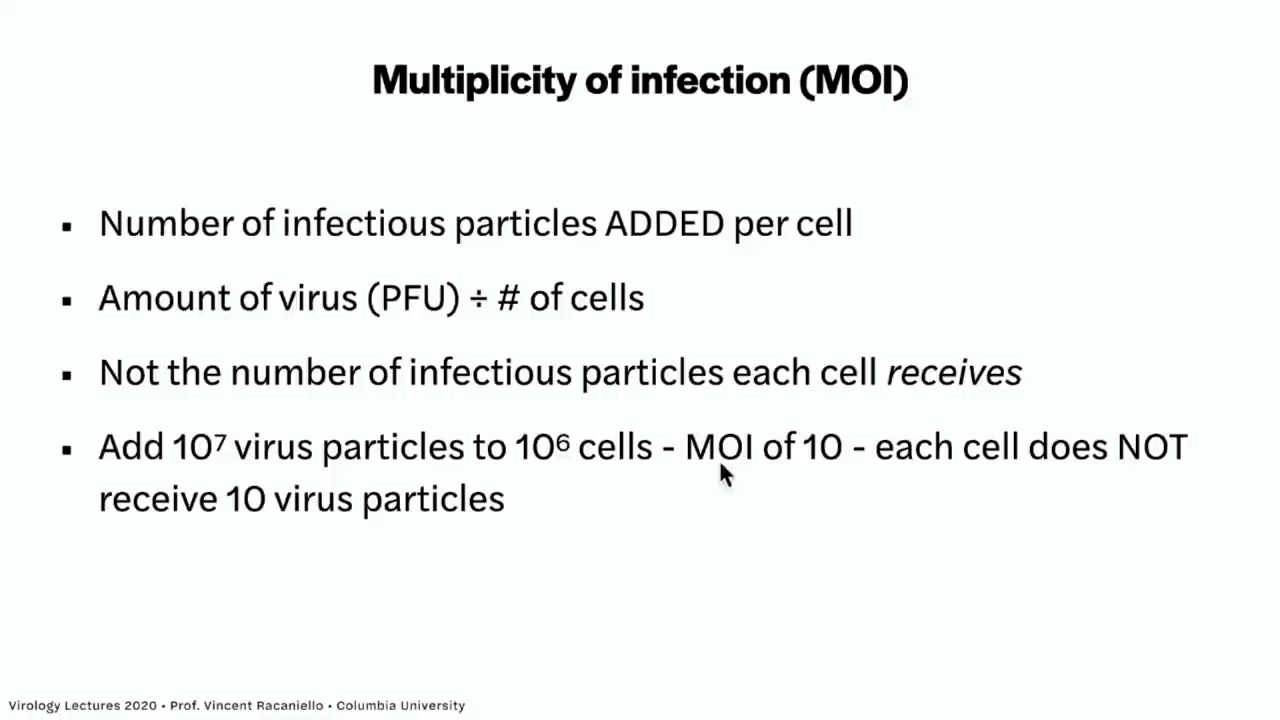 Multiplicity of infection (MOI)
▪ Number of infectious particles ADDED per cell
▪ Amount of virus (PFU) ÷ # of cells
▪ Not the number of infectious particles each cell receives
▪ Add 10⁷ virus particles to 10⁶ cells - MOI of 10 - each cell does NOT
receive 10 virus particles
Virology Lectures 2020 • Prof. Vincent Racaniello • Columbia University